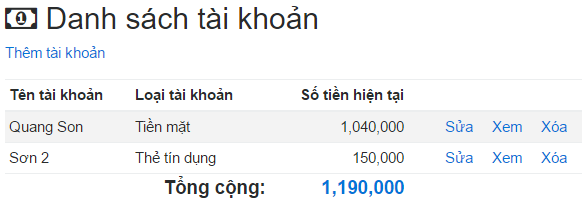 Danh sách tài khoản
Thêm tài khoản
Tên tài khoản Loại tài khoản Số tiền hiện tại
Quang Son Tiền mặt 1,040,000 Sửa Xem Xóa
Sơn 2 Thẻ tín dụng 150,000 Sửa Xem Xóa
Tổng cộng: 1,190,000